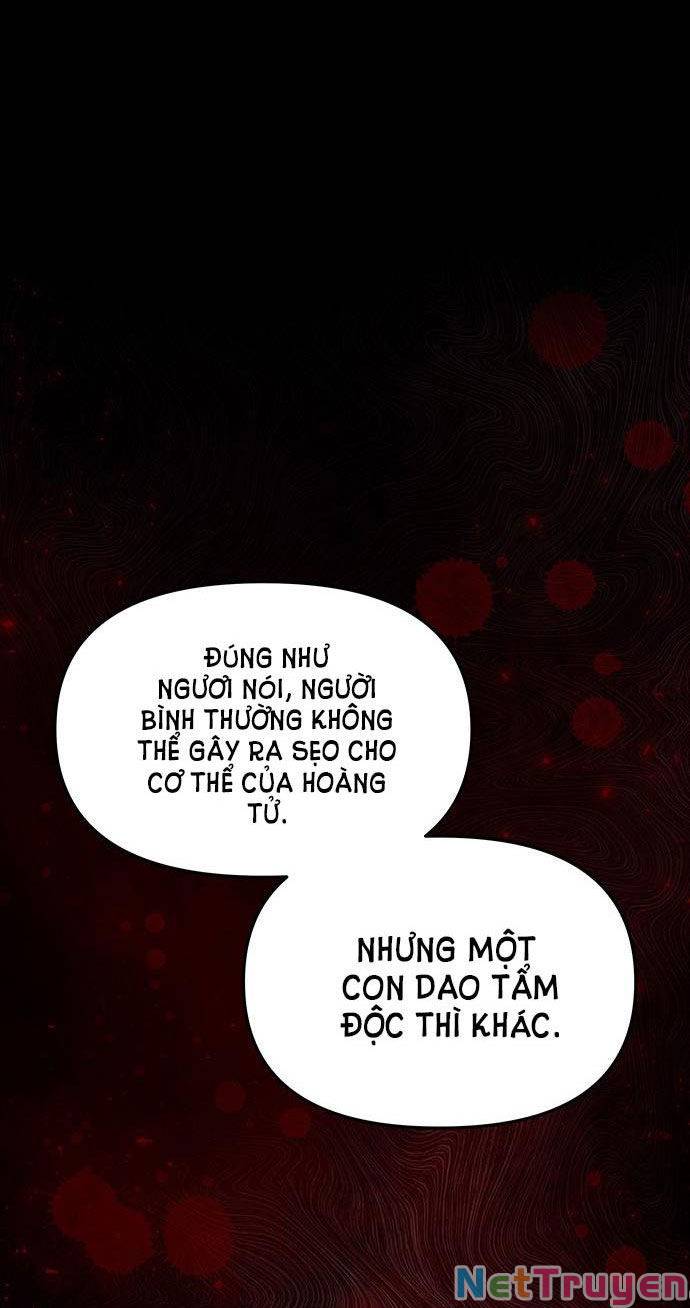 ĐÚNG NHƯ
NGƯƠI NÓI, NGƯỜI
BÌNH THƯỜNG KHÔNG
THỂ GÂY RA SẸO CHO
CƠ THỂ CỦA HOÀNG
TỬ.
NHƯNG MỘT
CON DAO TẨM
ĐỘC THÌ KHÁC.
NetTruyen